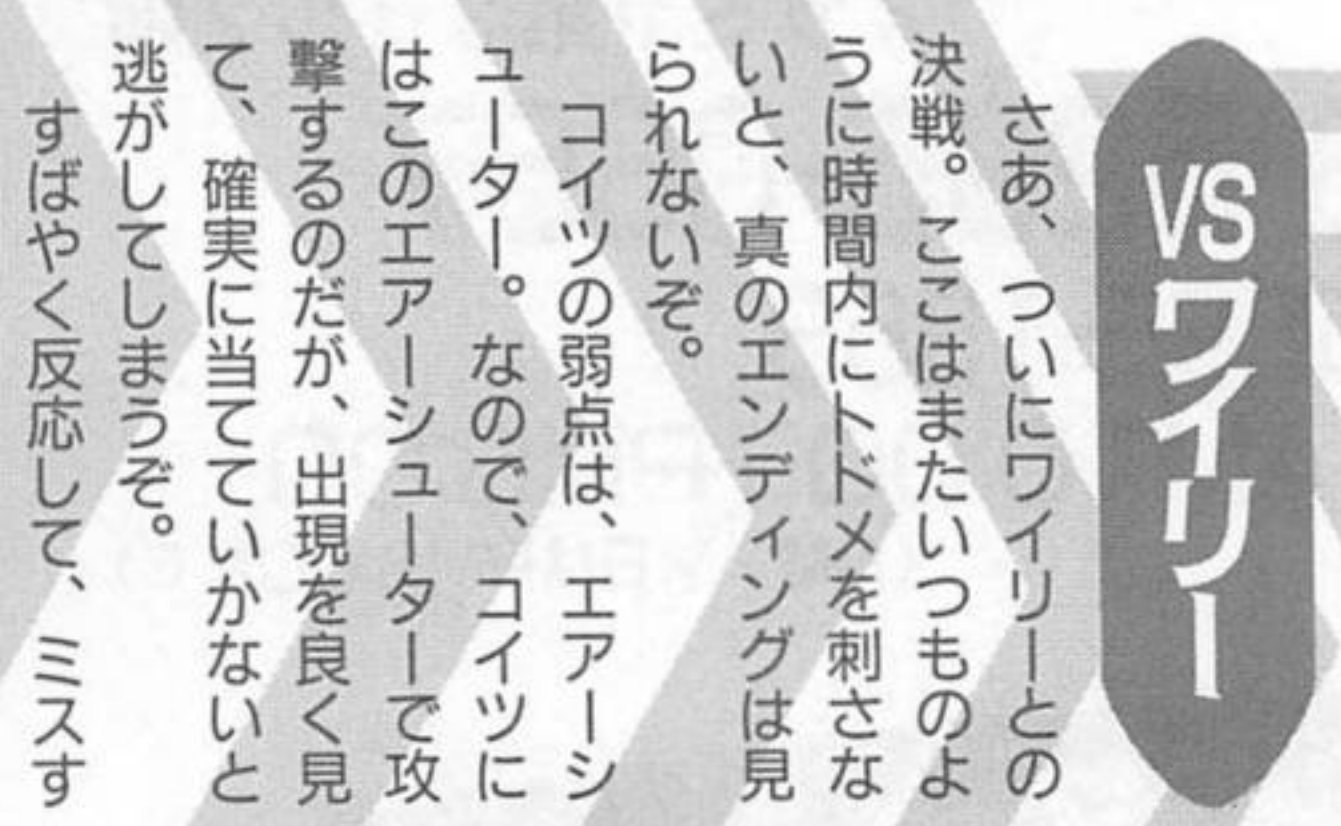 VSワイリー
さあ、ついにワイリーとの
決戦。ここはまたいつものよ
うに時間内にトドメを刺さな
いと、真のエンディングは見
られないぞ。
コイツの弱点は、エアーシ
ューター。なので、コイツに
はこのエアーシューターで攻
撃するのだが、出現を良く見
て、確実に当てていかないと
逃がしてしまうぞ。
すばやく反応して、ミスす